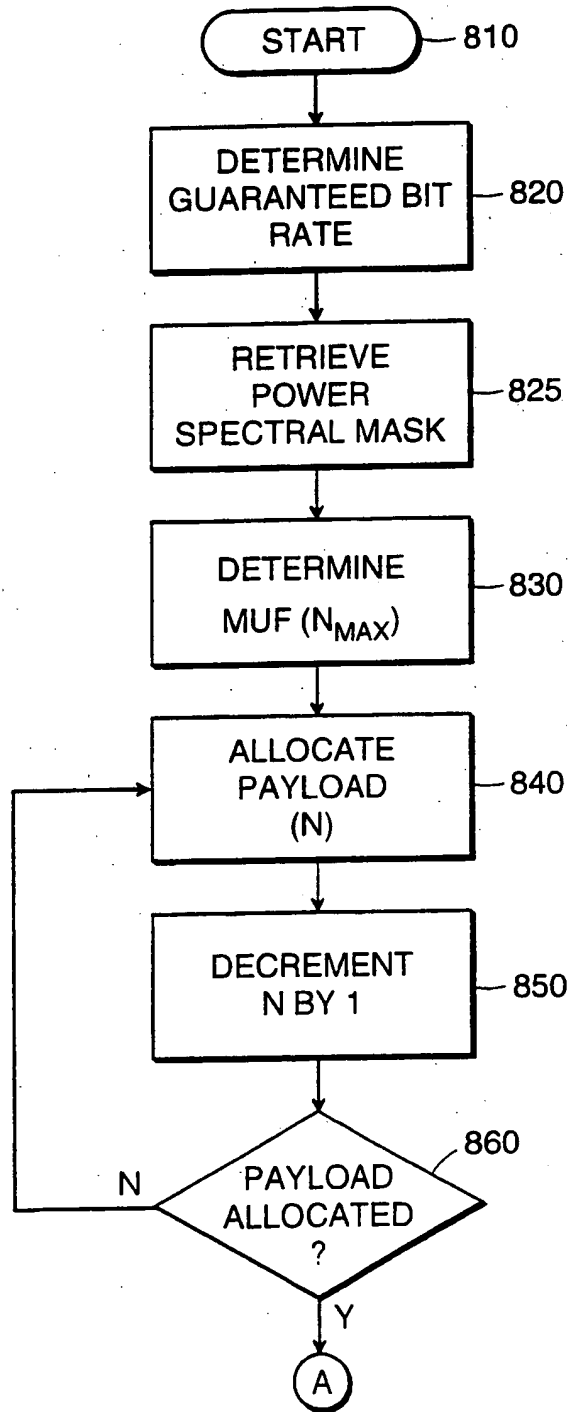 START
810
DETERMINE
GUARANTEED BIT
RATE
820
RETRIEVE
POWER
SPECTRAL MASK
825
DETERMINE
MUF (NMAX)
830
ALLOCATE
PAYLOAD
(N)
840
DECREMENT
N BY 1
850
860
N
PAYLOAD
ALLOCATED
?
Y
A